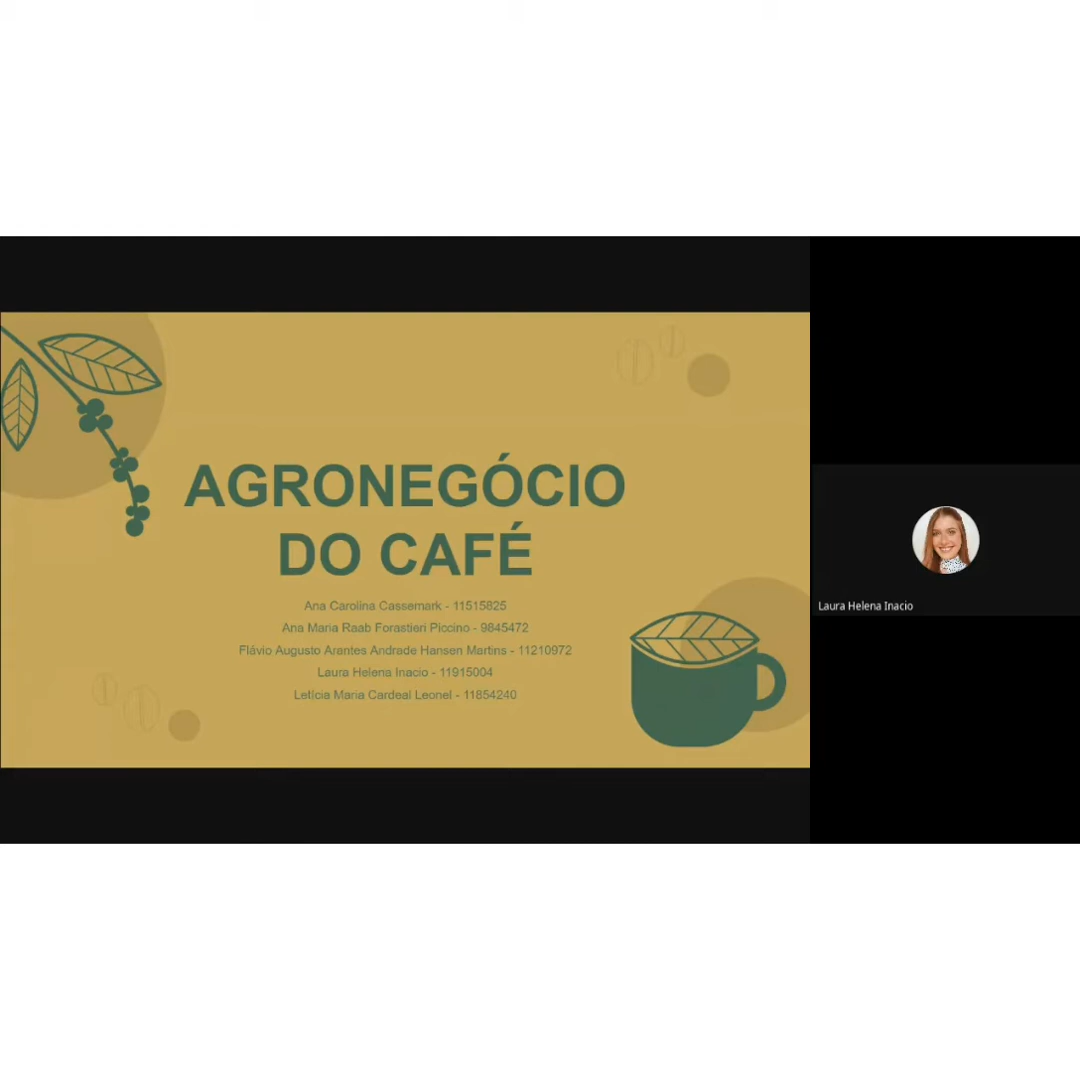 AGRONEGÓCIO
DO CAFÉ
Ana Carolina Cassemark - 11515825
Ana Maria Raab Forastieri Piccino - 9845472
Flávio Augusto Arantes Andrade Hansen Martins - 11210972
Laura Helena Inacio - 11915004
Letícia Maria Cardeal Leonel - 11854240
Laura Helena Inacio